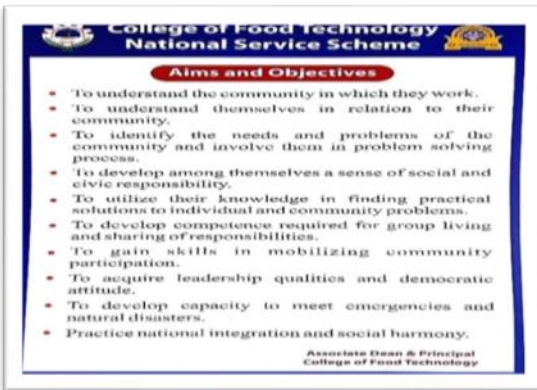 College of Food Technology
National Service Scheme
Aims and Objectives
• To understand the community in which they work.
• To understand themselves in relation to their
community.
• To identify the needs and problems of the
community and involve them in problem solving
process.
• To develop among themselves a sense of social and
civic responsibility.
• To utilize their knowledge in finding practical
solutions to individual and community problems.
• To develop competence required for group living
and sharing of responsibilities.
• To gain skills in mobilizing community
participation.
• To acquire leadership qualities and democratic
attitude.
• To develop capacity to meet emergencies and
natural disasters.
• Practice national integration and social harmony.
Associate Dean & Principal
College of Food Technology